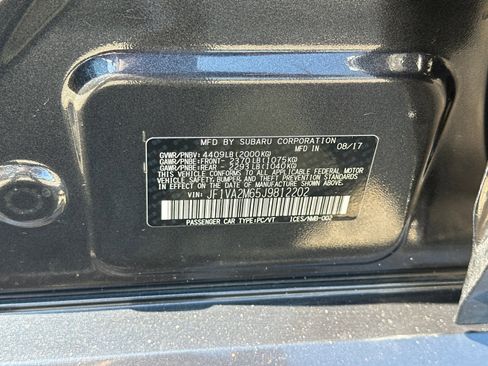 MFD BY SUBARU CORPORATION
IN JAPAN 08/17
GVWR/PNBV: 4409LB(2000KG)
GAWR/PNBE:FRONT- 2370LB(1075KG)
GAWR/PNBE:REAR - 2293LB(1040KG)
THIS VEHICLE CONFORMS TO ALL APPLICABLE FEDERAL MOTOR
VEHICLE SAFETY, BUMPER AND THEFT PREVENTION STANDARDS
IN EFFECT ON THE DATE OF MANUFACTURE SHOWN ABOVE.
VIN: JF1VA2M65J9812202
PASSENGER CAR TYPE:PC/VT ICES/NMB-002